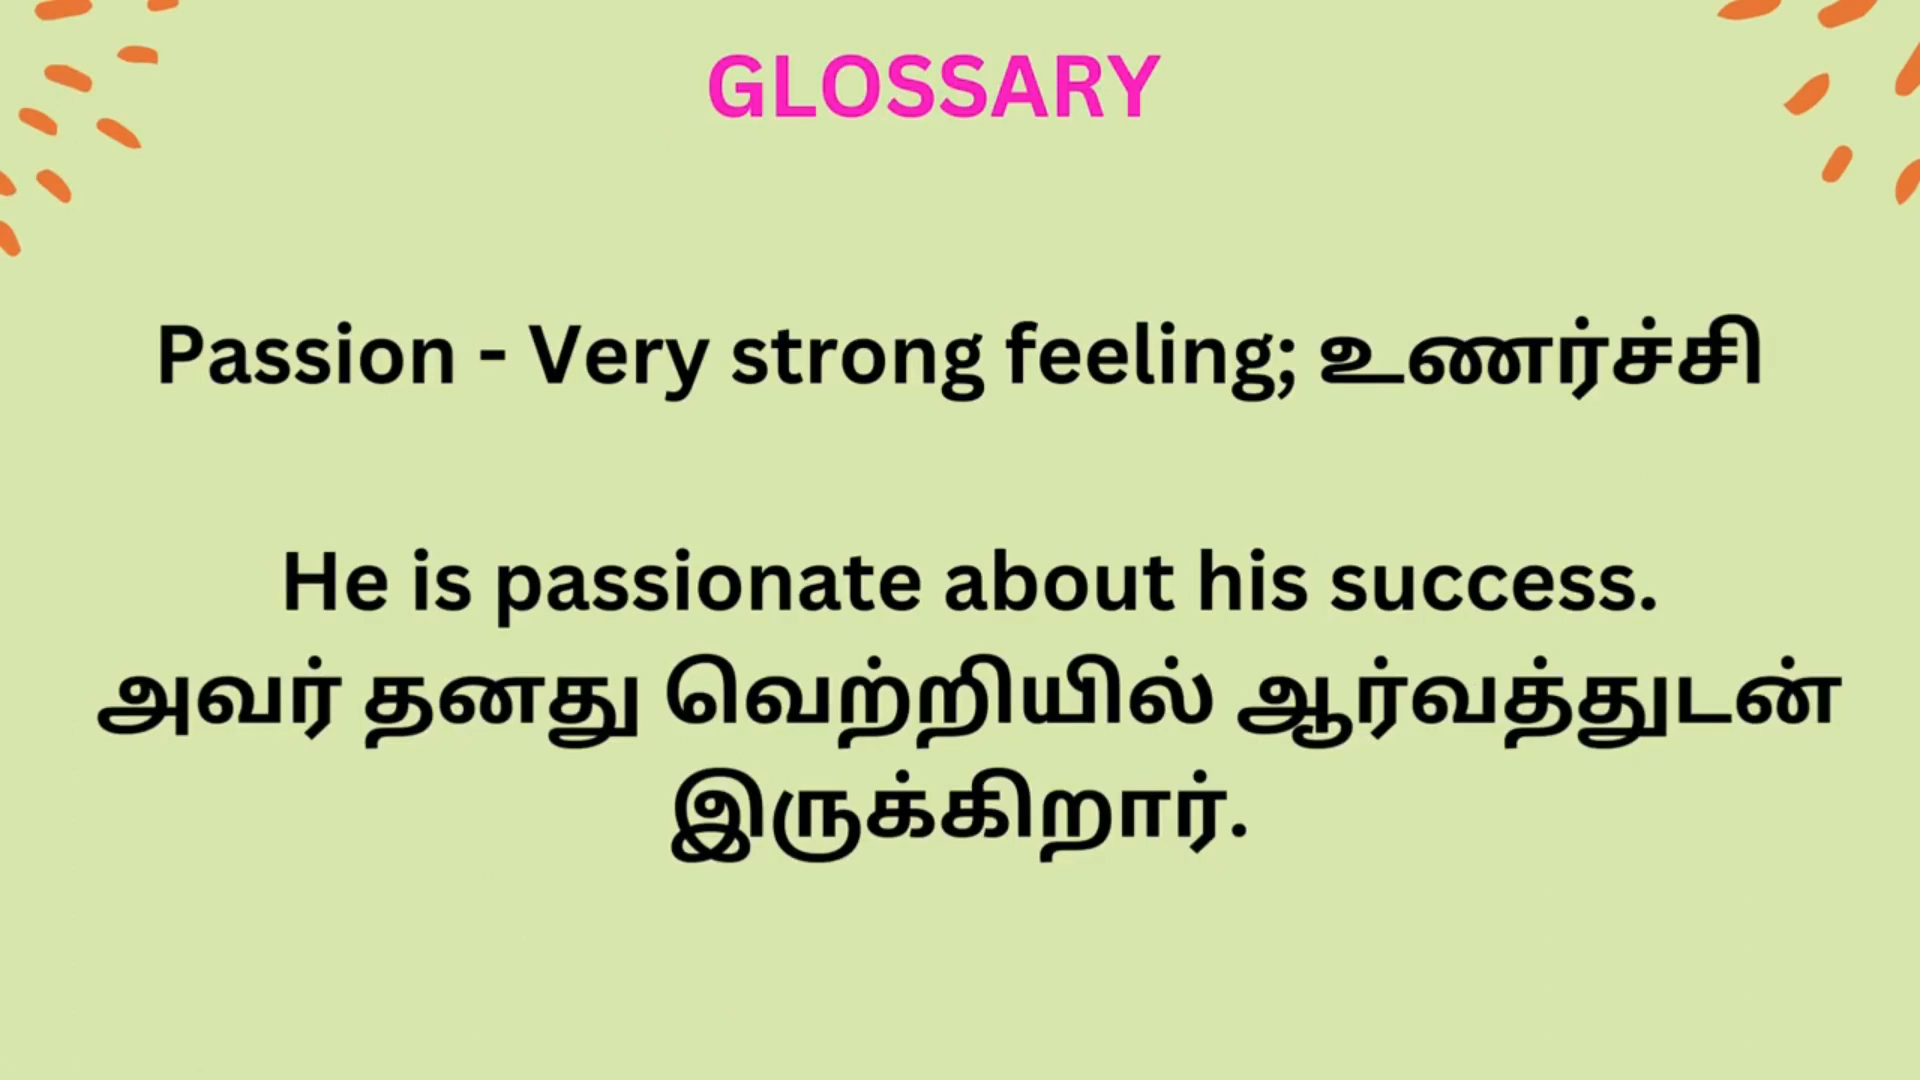 GLOSSARY
Passion - Very strong feeling; உணர்ச்சி
He is passionate about his success.
அவர் தனது வெற்றியில் ஆர்வத்துடன்
இருக்கிறார்.